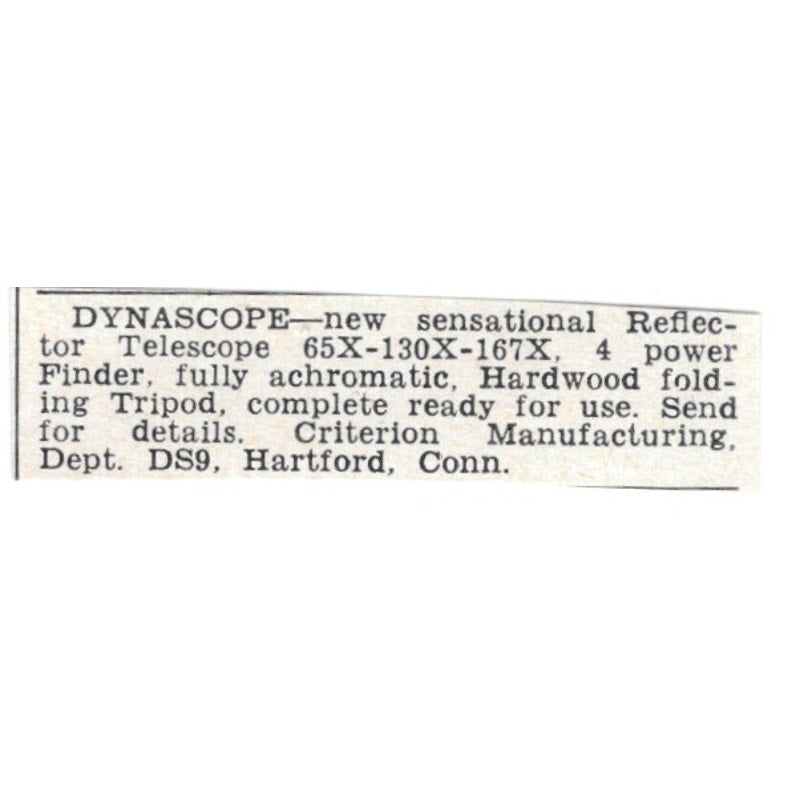 DYNASCOPE—new sensational Reflec-
tor Telescope 65X-130X-167X, 4 power
Finder, fully achromatic, Hardwood fold-
ing Tripod, complete ready for use. Send
for details. Criterion Manufacturing,
Dept. DS9, Hartford, Conn.